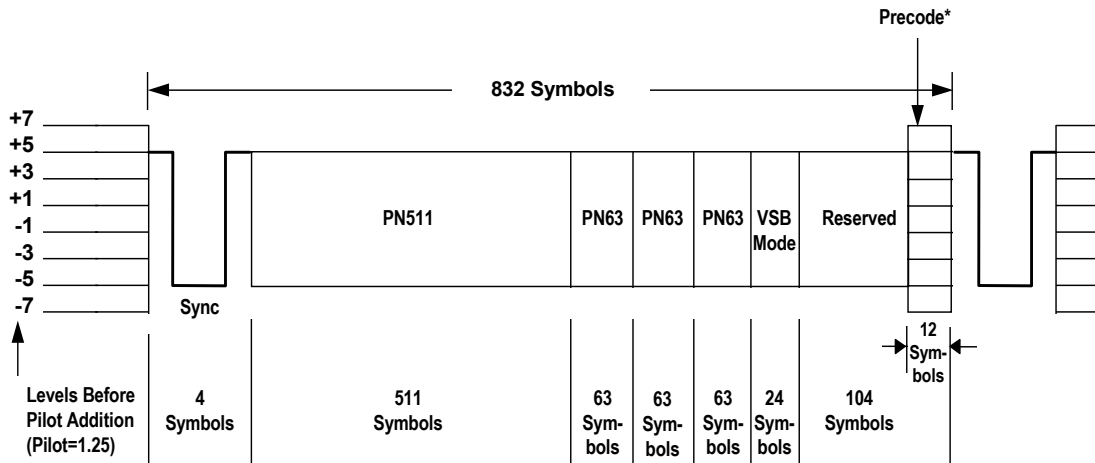 Precode*
832 Symbols
+7
+5
+3
+1
-1
-3
-5
-7
PN511
PN63
PN63
PN63
VSB
Mode
Reserved
Sync
Levels Before
Pilot Addition
(Pilot=1.25)
4
Symbols
511
Symbols
63
Sym-
bols
63
Sym-
bols
63
Sym-
bols
24
Sym-
bols
104
Symbols
12
Sym-
bols